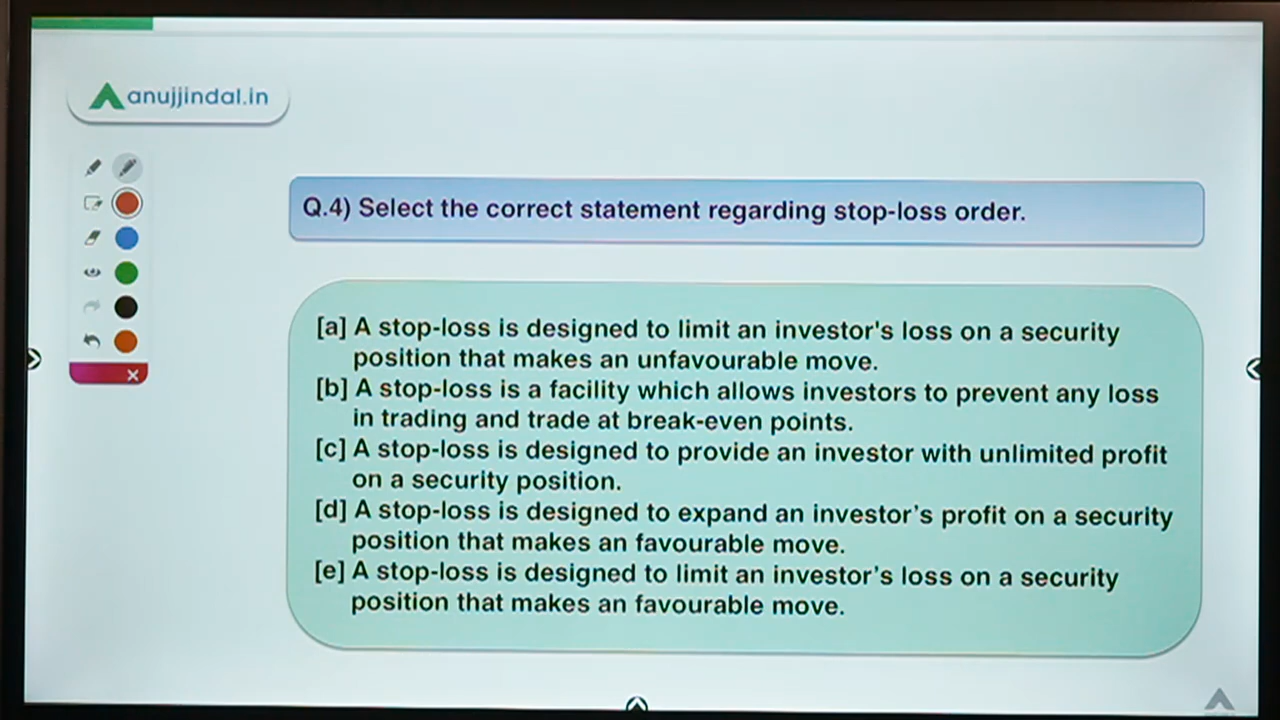 anujjindal.in
Q.4) Select the correct statement regarding stop-loss order.
[a] A stop-loss is designed to limit an investor's loss on a security
position that makes an unfavourable move.
[b] A stop-loss is a facility which allows investors to prevent any loss
in trading and trade at break-even points.
[c] A stop-loss is designed to provide an investor with unlimited profit
on a security position.
[d] A stop-loss is designed to expand an investor’s profit on a security
position that makes an favourable move.
[e] A stop-loss is designed to limit an investor’s loss on a security
position that makes an favourable move.